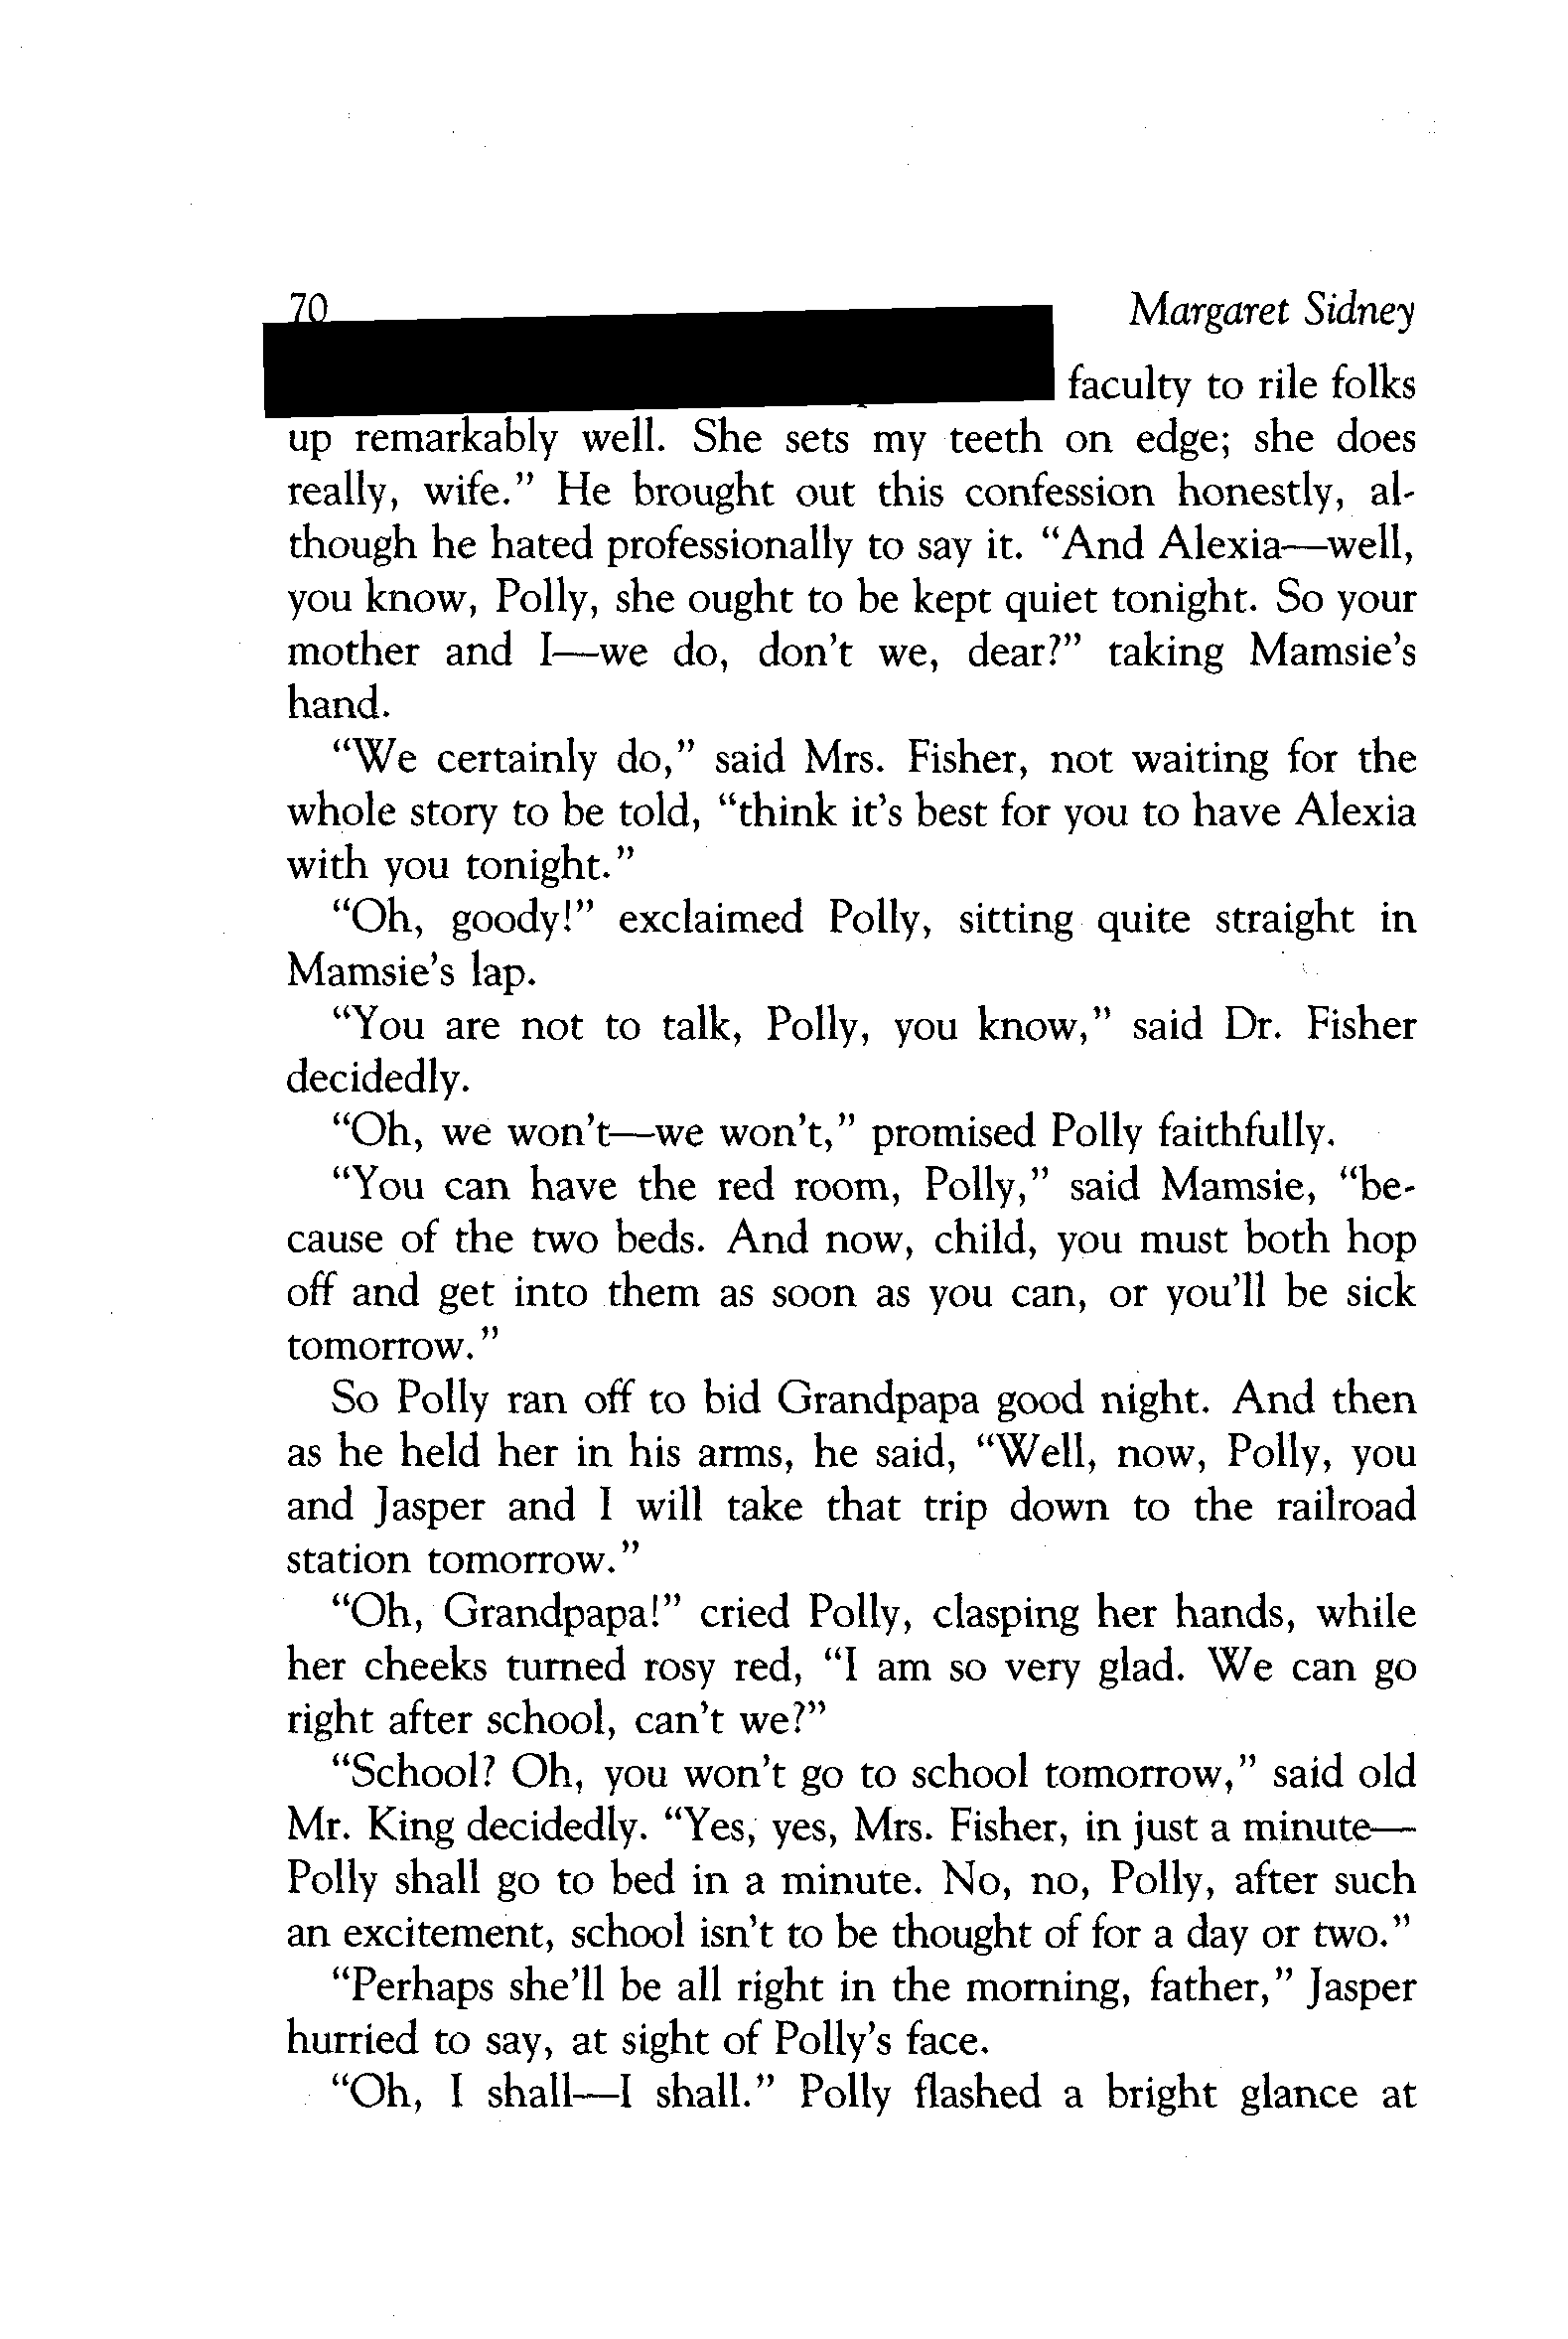 70 Margaret Sidney
faculty to rile folks
up remarkably well. She sets my teeth on edge; she does
really, wife.” He brought out this confession honestly, al-
though he hated professionally to say it. “And Alexia—well,
you know, Polly, she ought to be kept quiet tonight. So your
mother and I—we do, don’t we, dear?” taking Mamsie’s
hand.
“We certainly do,” said Mrs. Fisher, not waiting for the
whole story to be told, “think it’s best for you to have Alexia
with you tonight.”
“Oh, goody!” exclaimed Polly, sitting quite straight in
Mamsie’s lap.
“You are not to talk, Polly, you know,” said Dr. Fisher
decidedly.
“Oh, we won’t—we won’t,” promised Polly faithfully.
“You can have the red room, Polly,” said Mamsie, “be-
cause of the two beds. And now, child, you must both hop
off and get into them as soon as you can, or you’ll be sick
tomorrow.”
So Polly ran off to bid Grandpapa good night. And then
as he held her in his arms, he said, “Well, now, Polly, you
and Jasper and I will take that trip down to the railroad
station tomorrow.”
“Oh, Grandpapa!” cried Polly, clasping her hands, while
her cheeks turned rosy red, “I am so very glad. We can go
right after school, can’t we?”
“School? Oh, you won’t go to school tomorrow,” said old
Mr. King decidedly. “Yes, yes, Mrs. Fisher, in just a minute—
Polly shall go to bed in a minute. No, no, Polly, after such
an excitement, school isn’t to be thought of for a day or two.”
“Perhaps she’ll be all right in the morning, father,” Jasper
hurried to say, at sight of Polly’s face.
“Oh, I shall—I shall.” Polly flashed a bright glance at